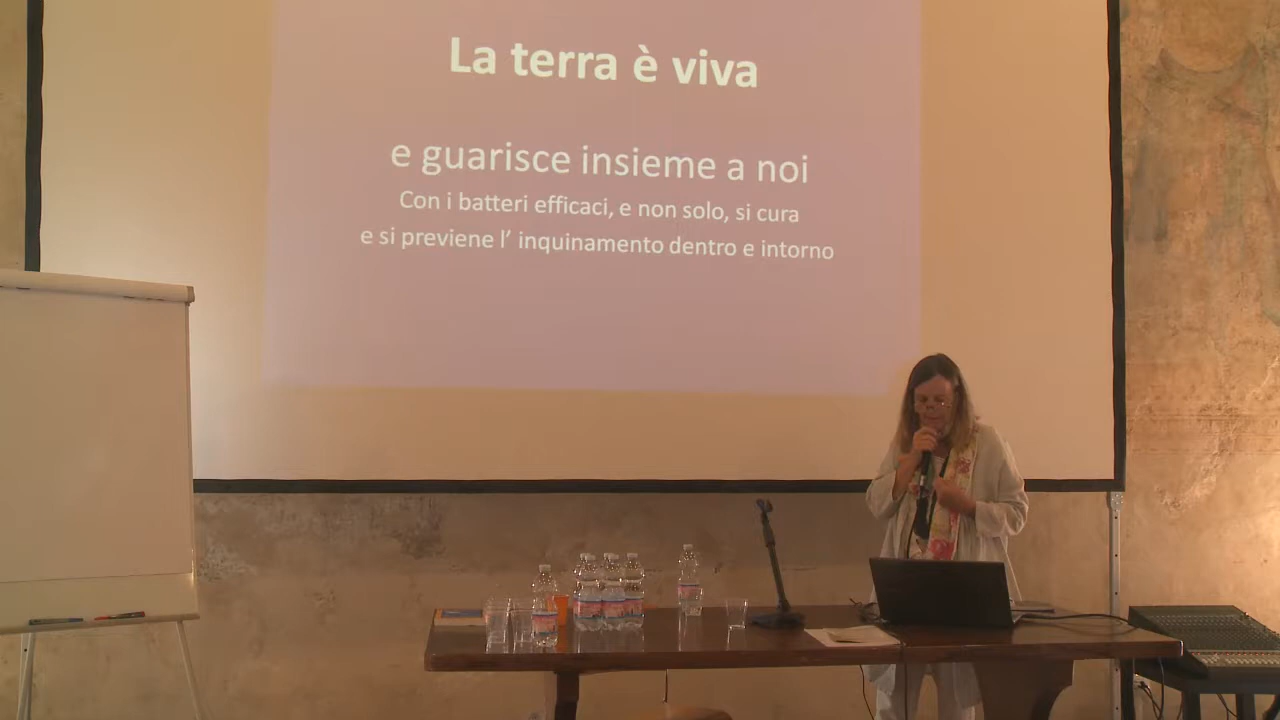 La terra è viva
e guarisce insieme a noi
Con i batteri efficaci, e non solo, si cura
e si previene l’ inquinamento dentro e intorno